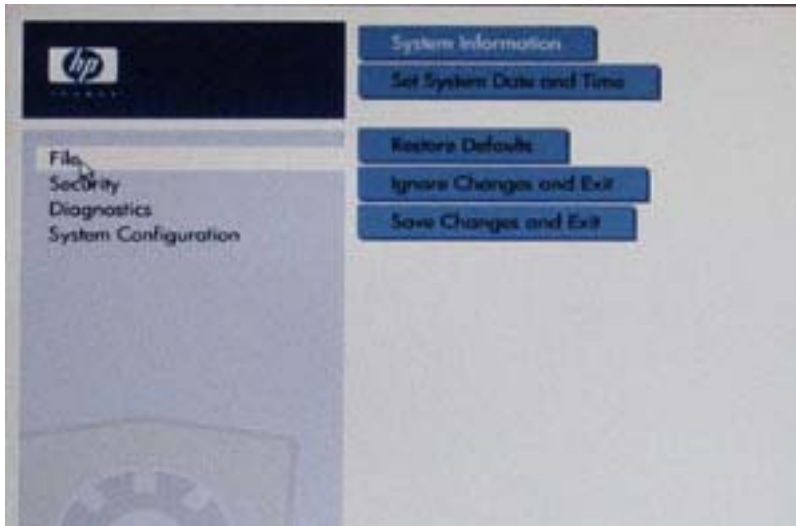 hp
File
Security
Diagnostics
System Configuration
System Information
Set System Date and Time
Restore Defaults
Ignore Changes and Exit
Save Changes and Exit